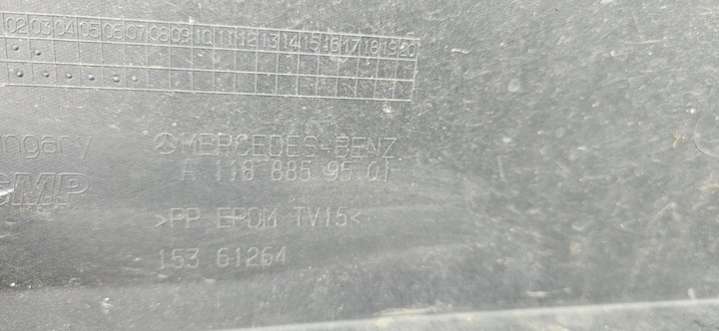 02 03 04 05 06 07 08 09 10 11 12 13 14 15 16 17 18 19 20
ngary MERCEDES-BENZ
A 118 885 95 01
>PP EPDM TV15<
153 61264